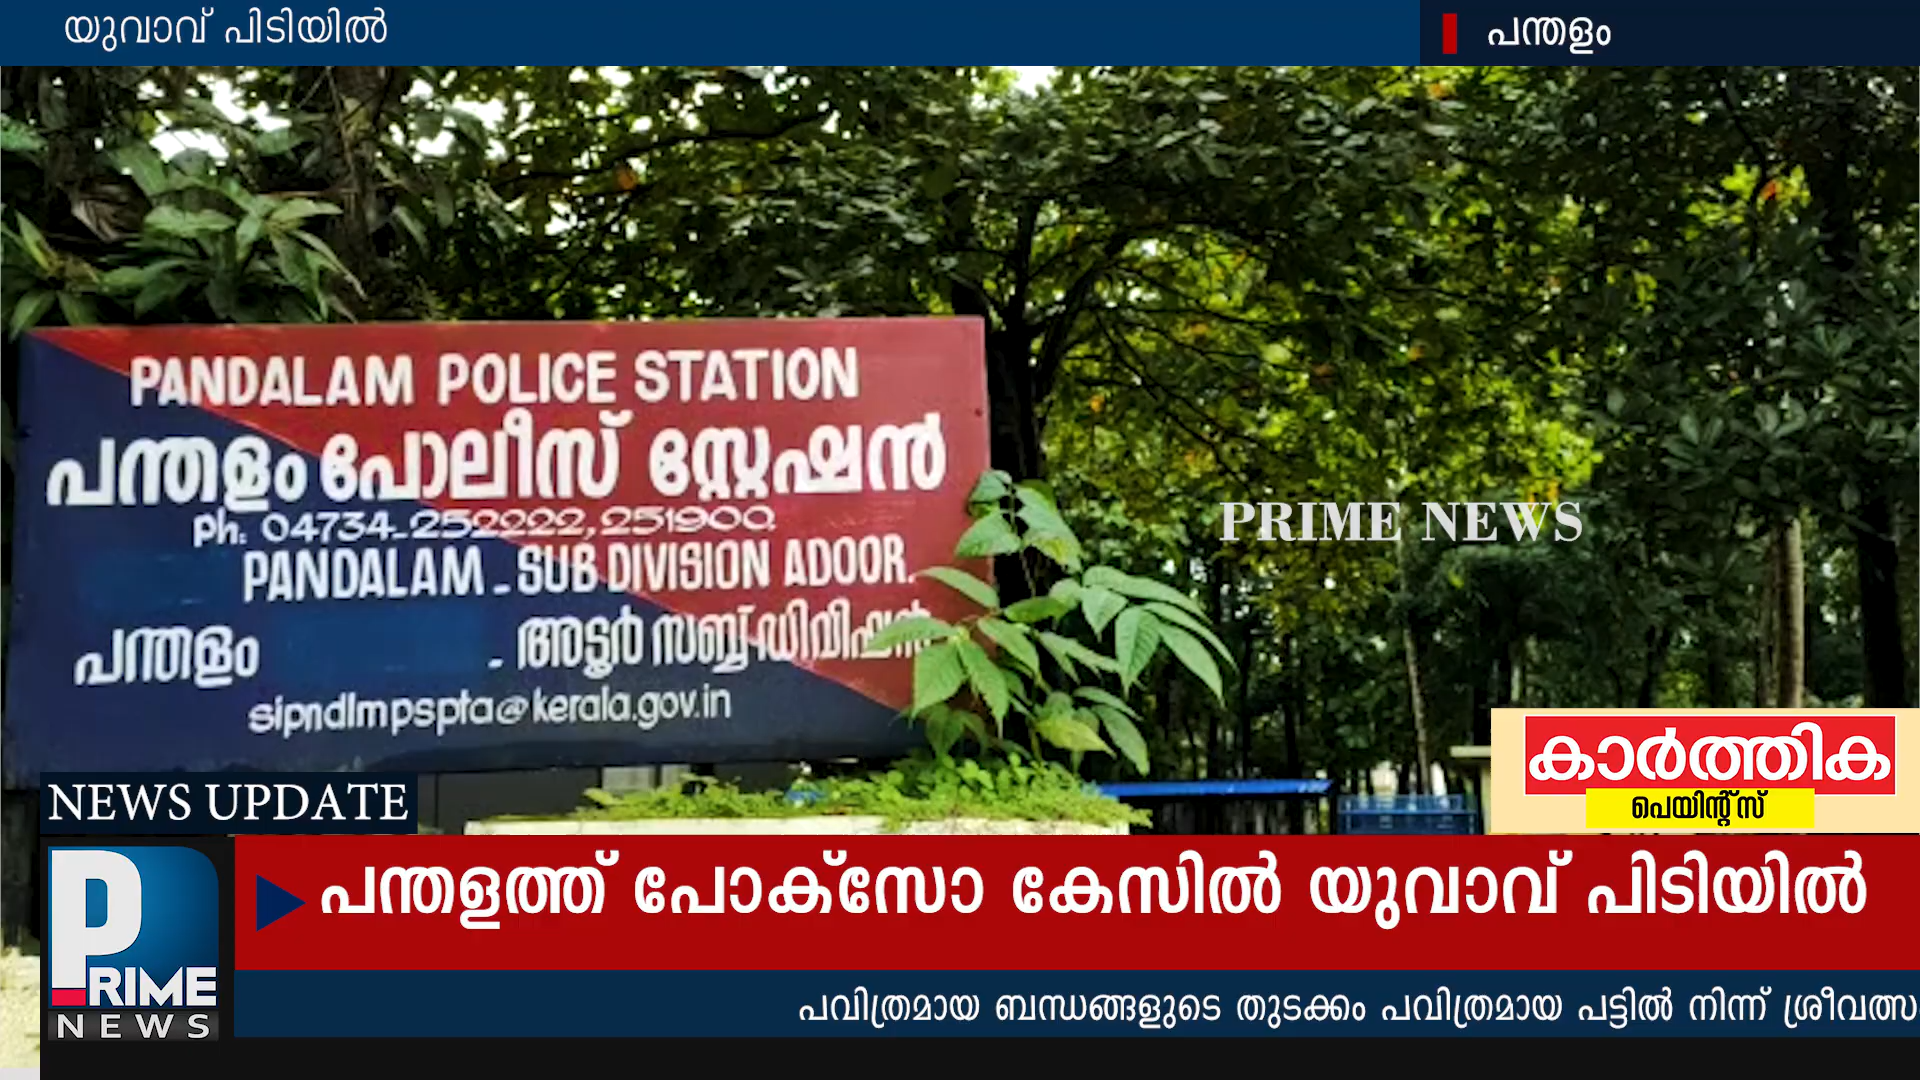 യുവാവ് പിടിയിൽ
പന്തളം
PANDALAM POLICE STATION
പന്തളം പോലീസ് സ്റ്റേഷൻ
ph: 04734-252222, 251900
PANDALAM - SUB DIVISION ADOOR.
പന്തളം - അടൂർ സബ്ബ് ഡിവിഷൻ
sipndlmpspta@kerala.gov.in
PRIME NEWS
കാർത്തിക
പെയിന്റ്സ്
NEWS UPDATE
പന്തളത്ത് പോക്സോ കേസിൽ യുവാവ് പിടിയിൽ
PRIME
NEWS
പവിത്രമായ ബന്ധങ്ങളുടെ തുടക്കം പവിത്രമായ പട്ടിൽ നിന്ന് ശ്രീവത്സ